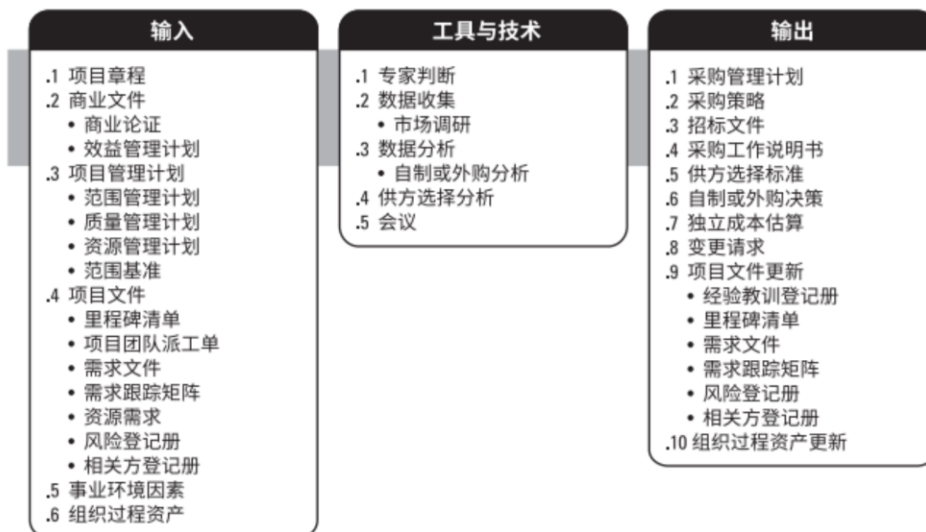 输入
.1 项目章程
.2 商业文件
• 商业论证
• 效益管理计划
.3 项目管理计划
• 范围管理计划
• 质量管理计划
• 资源管理计划
• 范围基准
.4 项目文件
• 里程碑清单
• 项目团队派工单
• 需求文件
• 需求跟踪矩阵
• 资源需求
• 风险登记册
• 相关方登记册
.5 事业环境因素
.6 组织过程资产
工具与技术
.1 专家判断
.2 数据收集
• 市场调研
.3 数据分析
• 自制或外购分析
.4 供方选择分析
.5 会议
输出
.1 采购管理计划
.2 采购策略
.3 招标文件
.4 采购工作说明书
.5 供方选择标准
.6 自制或外购决策
.7 独立成本估算
.8 变更请求
.9 项目文件更新
• 经验教训登记册
• 里程碑清单
• 需求文件
• 需求跟踪矩阵
• 风险登记册
• 相关方登记册
.10 组织过程资产更新